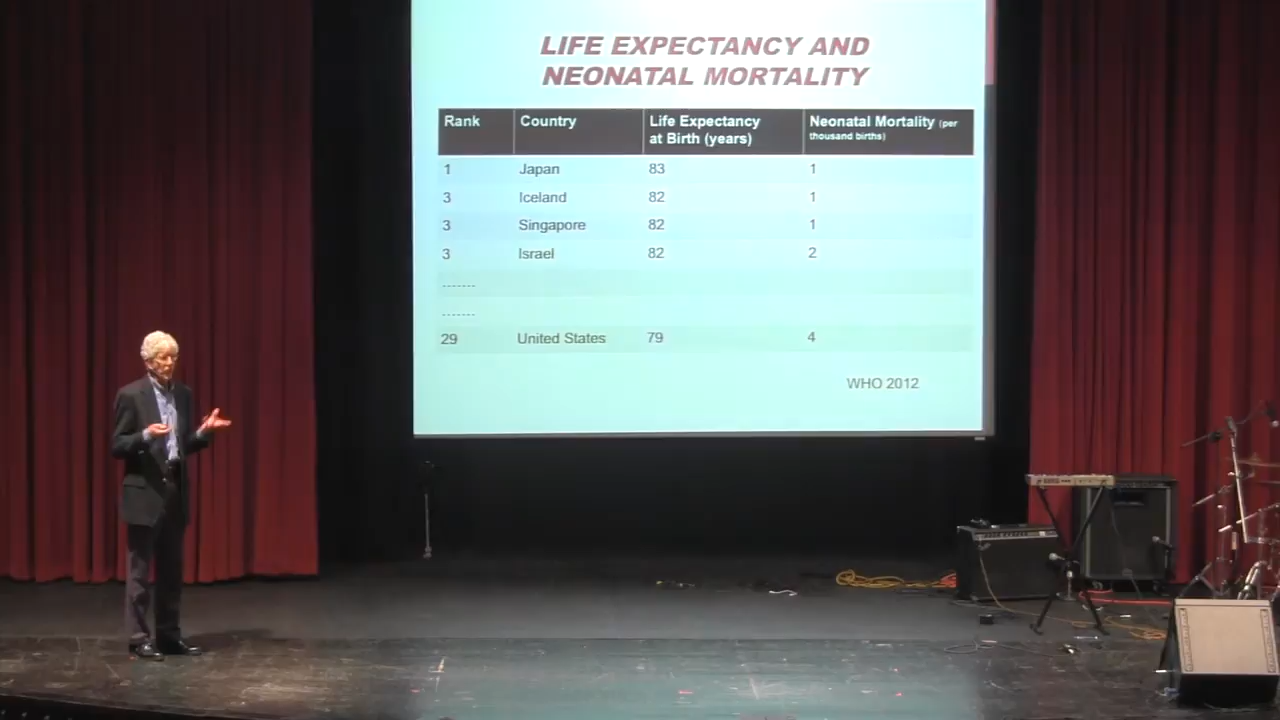 LIFE EXPECTANCY AND
NEONATAL MORTALITY
Rank Country Life Expectancy at Birth (years) Neonatal Mortality (per thousand births)
1 Japan 83 1
3 Iceland 82 1
3 Singapore 82 1
3 Israel 82 2
-------
-------
29 United States 79 4
WHO 2012